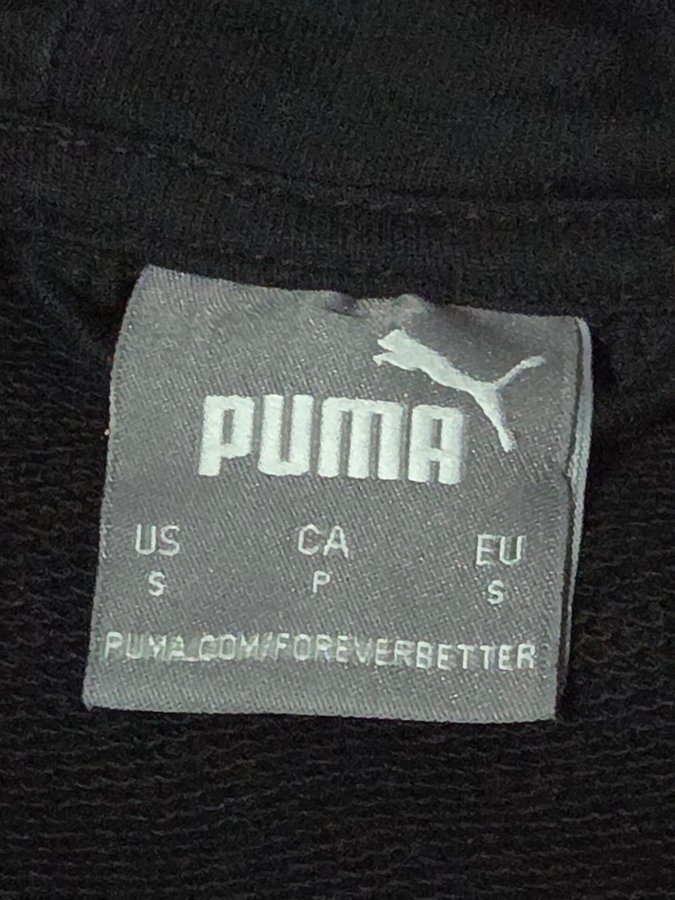 PUMA
US CA EU
S P S
PUMA.COM/FOREVERBETTER